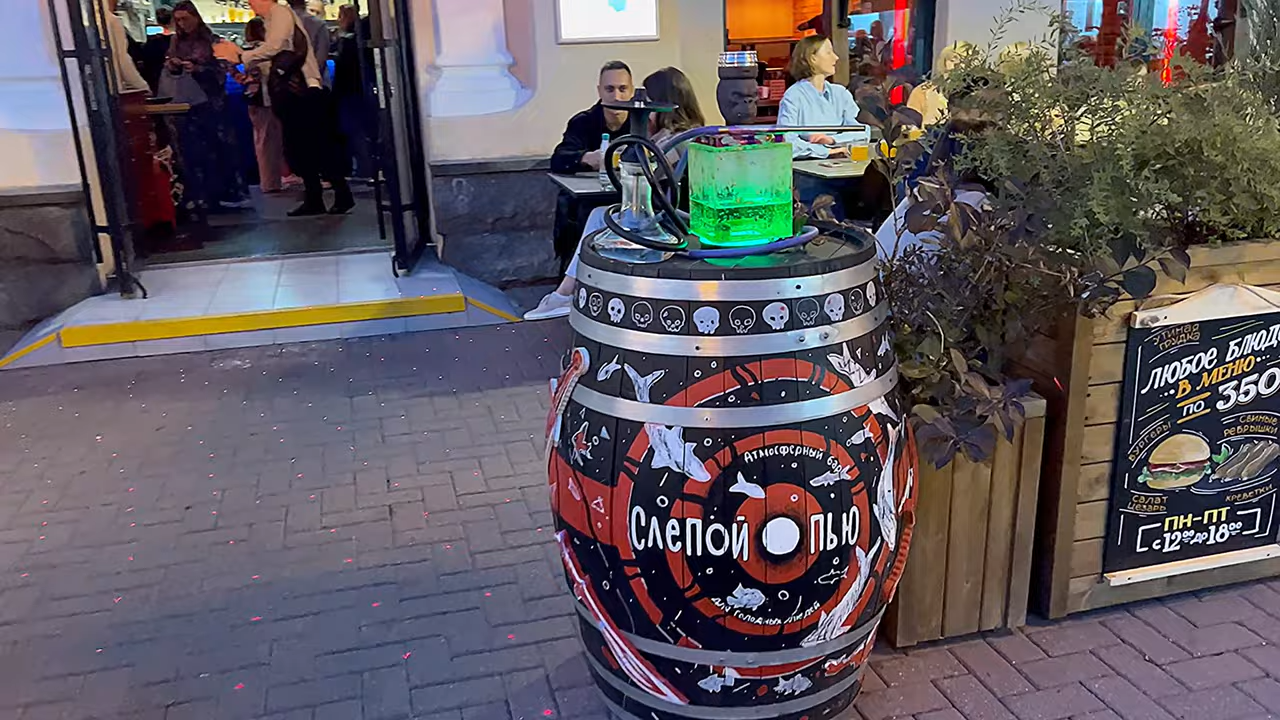 Атмосферный бар
Слепой Пью
для голодных людей
УТИНАЯ
ГРУДКА
ЛЮБОЕ БЛЮДО
В МЕНЮ
ПО 350
БУРГЕРЫ
СВИНЫЕ
РЕБРЫШКИ
САЛАТ
ЦЕЗАРЬ
КРЕВЕТКИ
ПН-ПТ
С 12⁰⁰ ДО 18⁰⁰